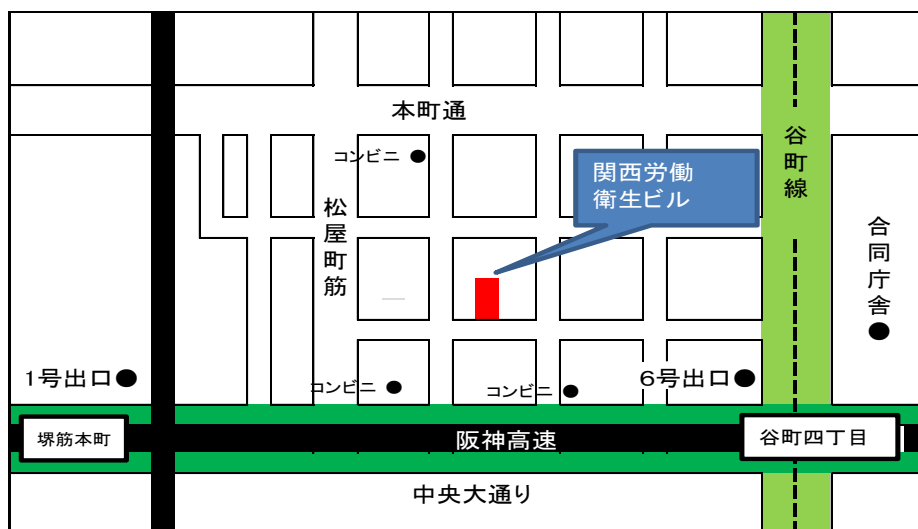 本町通
コンビニ
関西労働
衛生ビル
谷町線
松屋町筋
合同庁舎
1号出口
コンビニ
コンビニ
6号出口
堺筋本町
阪神高速
谷町四丁目
中央大通り